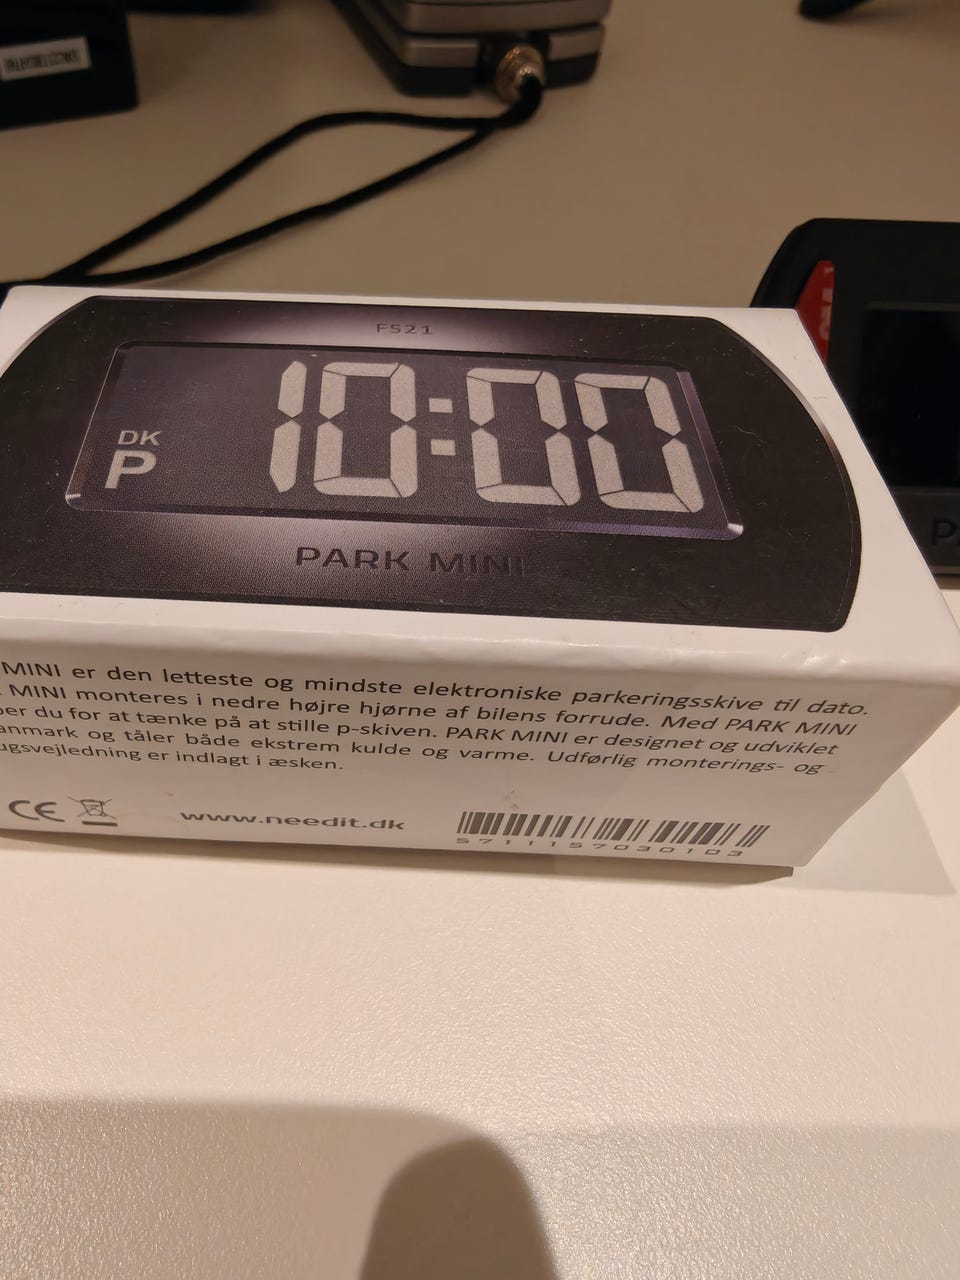 FS21
10:00
DK
P
PARK MINI
MINI er den letteste og mindste elektroniske parkeringsskive til dato.
MINI monteres i nedre højre hjørne af bilens forrude. Med PARK MINI
per du for at tænke på at stille p-skiven. PARK MINI er designet og udviklet
anmark og tåler både ekstrem kulde og varme. Udførlig monterings- og
ugsvejledning er indlagt i æsken.
CE
www.needit.dk
5711157030103
P